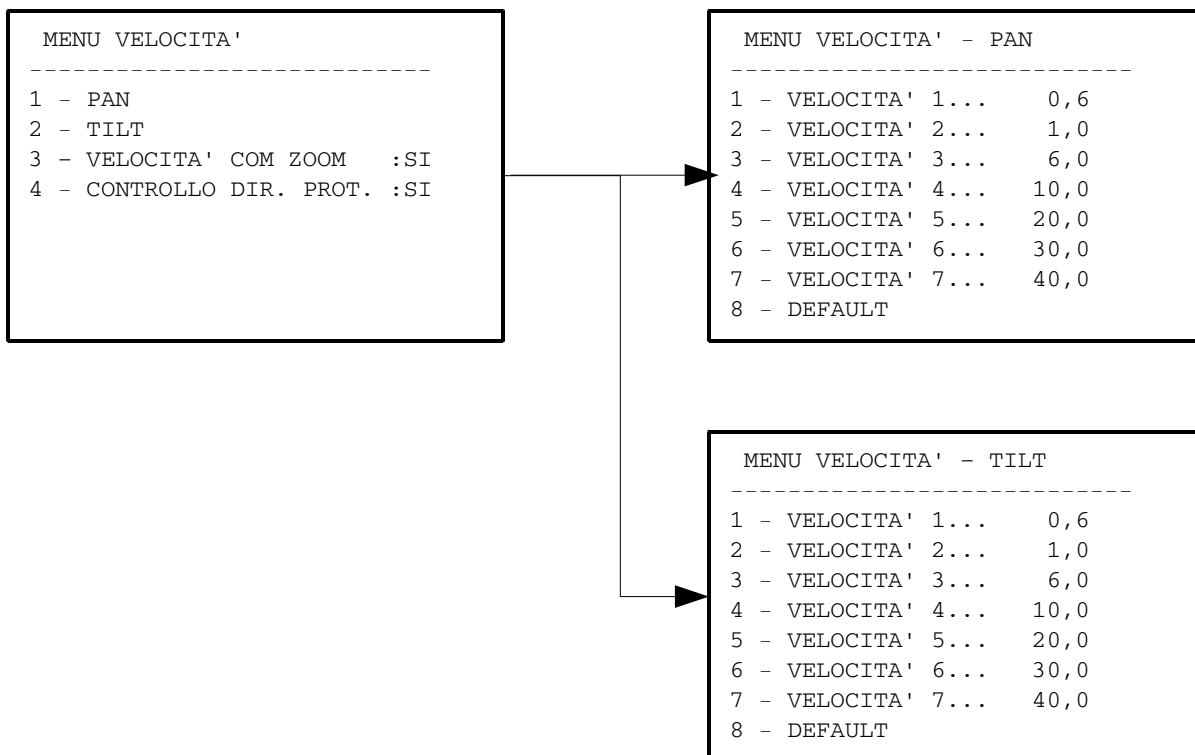 MENU VELOCITA'
----------------------------
1 - PAN
2 - TILT
3 – VELOCITA' COM ZOOM :SI
4 - CONTROLLO DIR. PROT. :SI
MENU VELOCITA' - PAN
----------------------------
1 - VELOCITA' 1... 0,6
2 - VELOCITA' 2... 1,0
3 - VELOCITA' 3... 6,0
4 - VELOCITA' 4... 10,0
5 - VELOCITA' 5... 20,0
6 - VELOCITA' 6... 30,0
7 - VELOCITA' 7... 40,0
8 - DEFAULT
MENU VELOCITA' – TILT
----------------------------
1 - VELOCITA' 1... 0,6
2 - VELOCITA' 2... 1,0
3 - VELOCITA' 3... 6,0
4 - VELOCITA' 4... 10,0
5 - VELOCITA' 5... 20,0
6 - VELOCITA' 6... 30,0
7 - VELOCITA' 7... 40,0
8 - DEFAULT